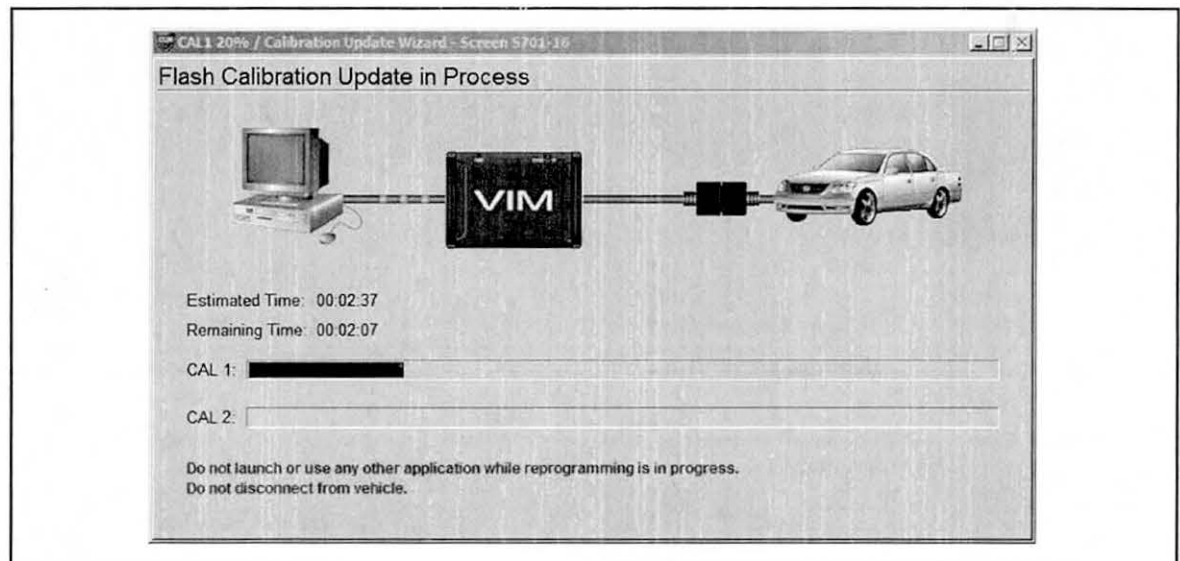 CAL1 20% / Calibration Update Wizard - Screen S701-16
Flash Calibration Update in Process
VIM
Estimated Time: 00:02:37
Remaining Time: 00:02:07
CAL 1:
CAL 2:
Do not launch or use any other application while reprogramming is in progress.
Do not disconnect from vehicle.